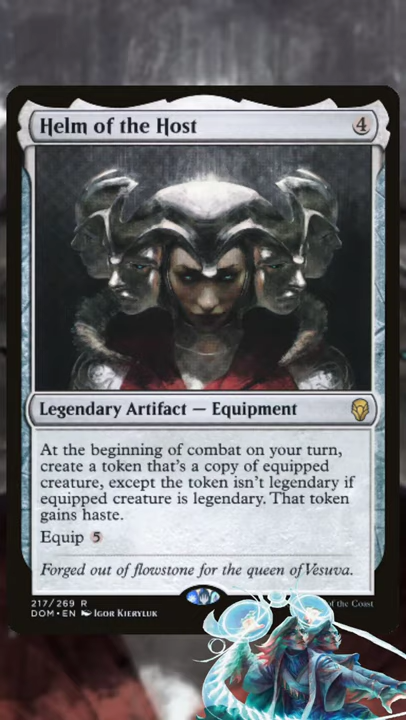 Helm of the Host 4
Legendary Artifact — Equipment
At the beginning of combat on your turn,
create a token that's a copy of equipped
creature, except the token isn't legendary if
equipped creature is legendary. That token
gains haste.
Equip 5
Forged out of flowstone for the queen of Vesuva.
217/269 R
DOM • EN Igor Kieryluk
of the Coast